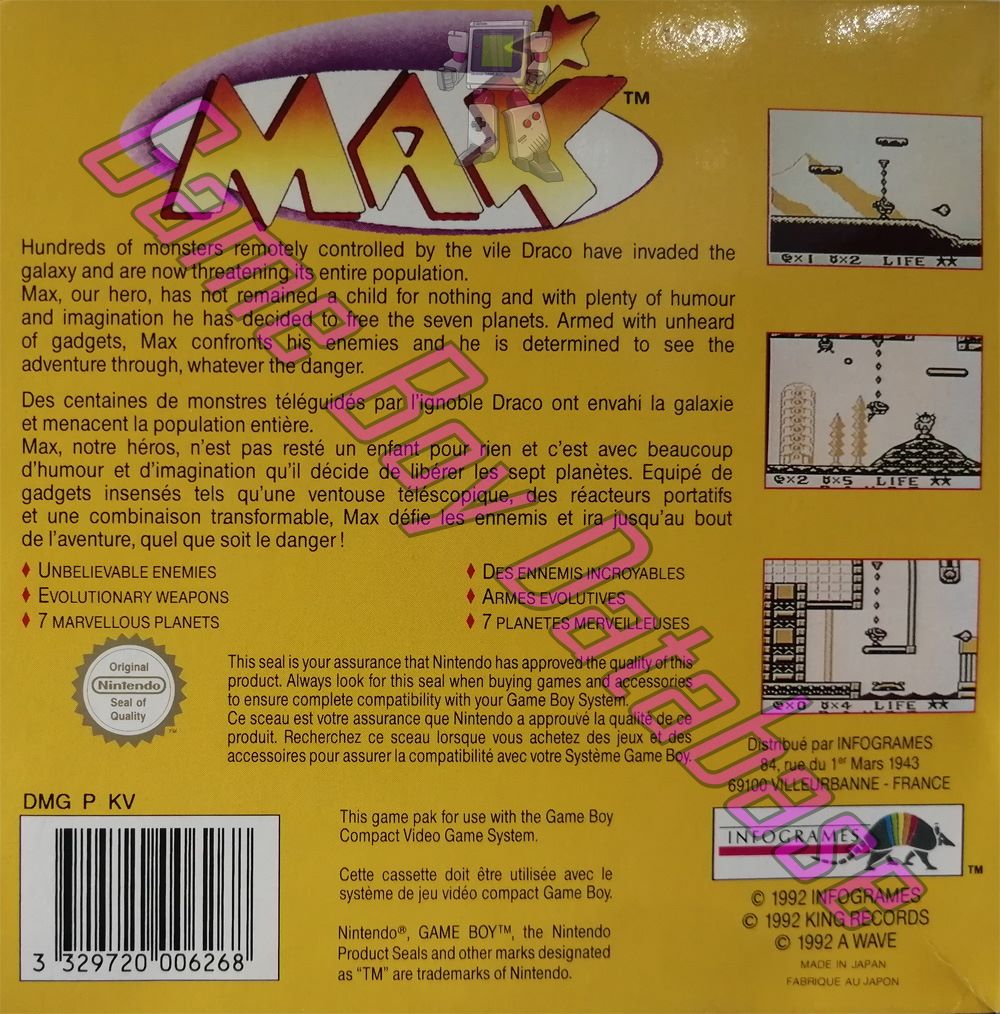 MAX™
Hundreds of monsters remotely controlled by the vile Draco have invaded the
galaxy and are now threatening its entire population.
Max, our hero, has not remained a child for nothing and with plenty of humour
and imagination he has decided to free the seven planets. Armed with unheard
of gadgets, Max confronts his enemies and he is determined to see the
adventure through, whatever the danger.
Des centaines de monstres téléguidés par l'ignoble Draco ont envahi la galaxie
et menacent la population entière.
Max, notre héros, n'est pas resté un enfant pour rien et c'est avec beaucoup
d'humour et d'imagination qu'il décide de libérer les sept planètes. Equipé de
gadgets insensés tels qu'une ventouse téléscopique, des réacteurs portatifs
et une combinaison transformable, Max défie les ennemis et ira jusqu'au bout
de l'aventure, quel que soit le danger !
♦ UNBELIEVABLE ENEMIES
♦ EVOLUTIONARY WEAPONS
♦ 7 MARVELLOUS PLANETS
♦ DES ENNEMIS INCROYABLES
♦ ARMES EVOLUTIVES
♦ 7 PLANETES MERVEILLEUSES
×1 ×2 LIFE ★★
×2 ×5 LIFE ★★
×0 ×4 LIFE ★★
Original
Nintendo
Seal of
Quality
™
This seal is your assurance that Nintendo has approved the quality of this
product. Always look for this seal when buying games and accessories
to ensure complete compatibility with your Game Boy System.
Ce sceau est votre assurance que Nintendo a approuvé la qualité de ce
produit. Recherchez ce sceau lorsque vous achetez des jeux et des
accessoires pour assurer la compatibilité avec votre Système Game Boy.
Distribué par INFOGRAMES
84, rue du 1er Mars 1943
69100 VILLEURBANNE - FRANCE
DMG P KV
3 329720 006268
This game pak for use with the Game Boy
Compact Video Game System.
Cette cassette doit être utilisée avec le
système de jeu vidéo compact Game Boy.
Nintendo®, GAME BOY™, the Nintendo
Product Seals and other marks designated
as “TM” are trademarks of Nintendo.
INFOGRAMES
TM
© 1992 INFOGRAMES
© 1992 KING RECORDS
© 1992 A WAVE
MADE IN JAPAN
FABRIQUE AU JAPON
Game Boy Database